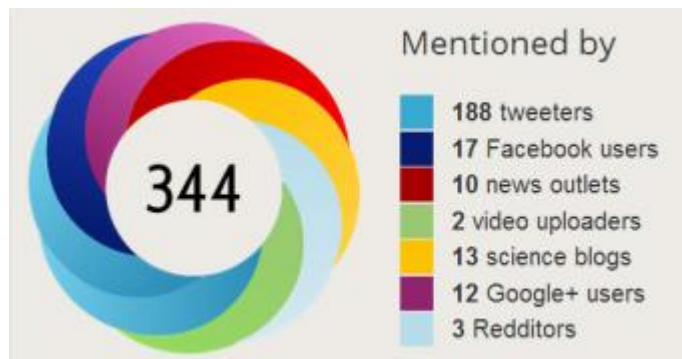 344
Mentioned by
188 tweeters
17 Facebook users
10 news outlets
2 video uploaders
13 science blogs
12 Google+ users
3 Redditors